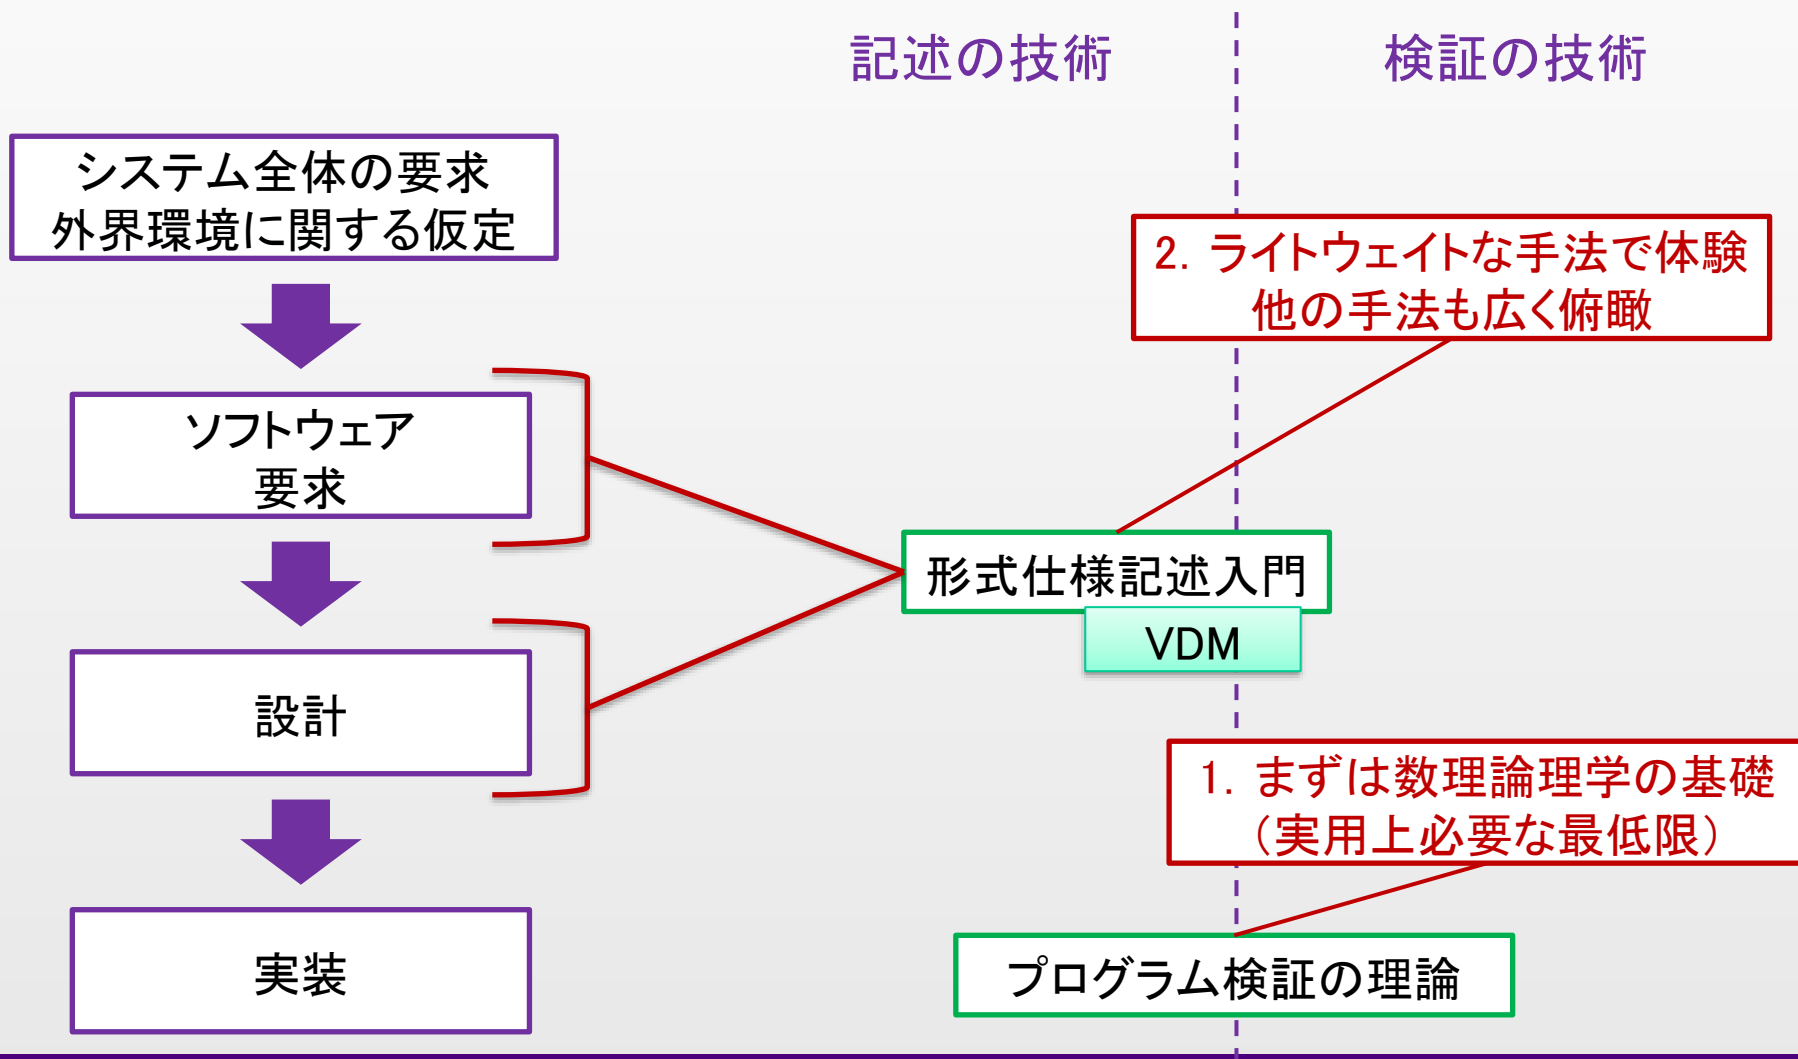 記述の技術
検証の技術
システム全体の要求
外界環境に関する仮定
2. ライトウェイトな手法で体験
他の手法も広く俯瞰
ソフトウェア
要求
形式仕様記述入門
VDM
設計
1. まずは数理論理学の基礎
（実用上必要な最低限）
実装
プログラム検証の理論